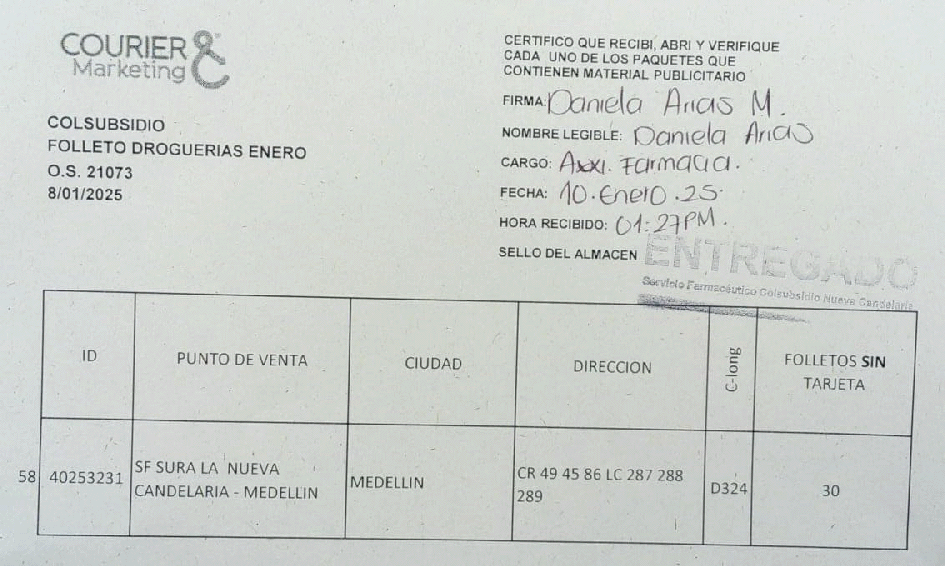 COURIER &
Marketing
COLSUBSIDIO
FOLLETO DROGUERIAS ENERO
O.S. 21073
8/01/2025
CERTIFICO QUE RECIBI, ABRI Y VERIFIQUE
CADA UNO DE LOS PAQUETES QUE
CONTIENEN MATERIAL PUBLICITARIO
FIRMA: Daniela Arias M.
NOMBRE LEGIBLE: Daniela Arias
CARGO: Axxi. Farmacia.
FECHA: 10.Enero.25.
HORA RECIBIDO: 01:27PM.
SELLO DEL ALMACEN ENTREGADO
Servicio Farmacéutico Colsubsidio Nueva Candelaria
ID PUNTO DE VENTA CIUDAD DIRECCION C-long FOLLETOS SIN
TARJETA
58 40253231 SF SURA LA NUEVA
CANDELARIA - MEDELLIN MEDELLIN CR 49 45 86 LC 287 288
289 D324 30